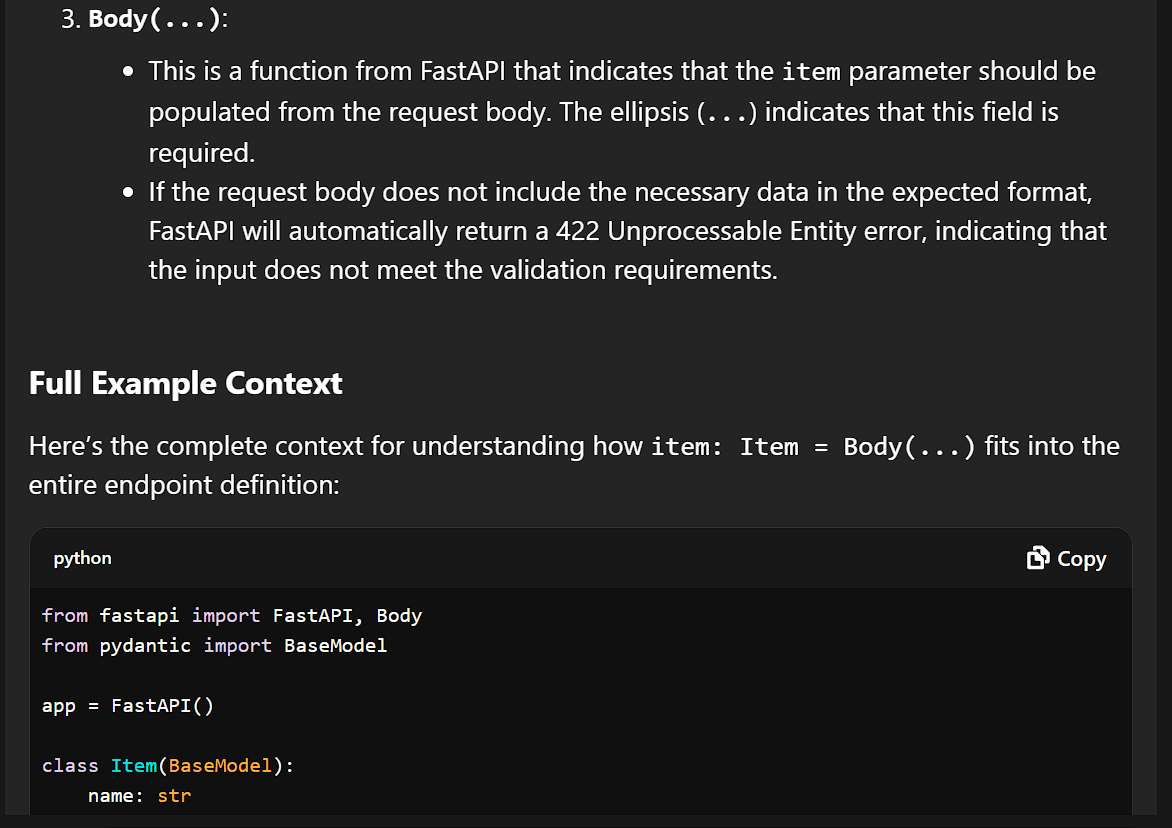 3. Body(...):
• This is a function from FastAPI that indicates that the item parameter should be
populated from the request body. The ellipsis (...) indicates that this field is
required.
• If the request body does not include the necessary data in the expected format,
FastAPI will automatically return a 422 Unprocessable Entity error, indicating that
the input does not meet the validation requirements.
Full Example Context
Here’s the complete context for understanding how item: Item = Body(...) fits into the
entire endpoint definition:
python Copy
from fastapi import FastAPI, Body
from pydantic import BaseModel
app = FastAPI()
class Item(BaseModel):
    name: str